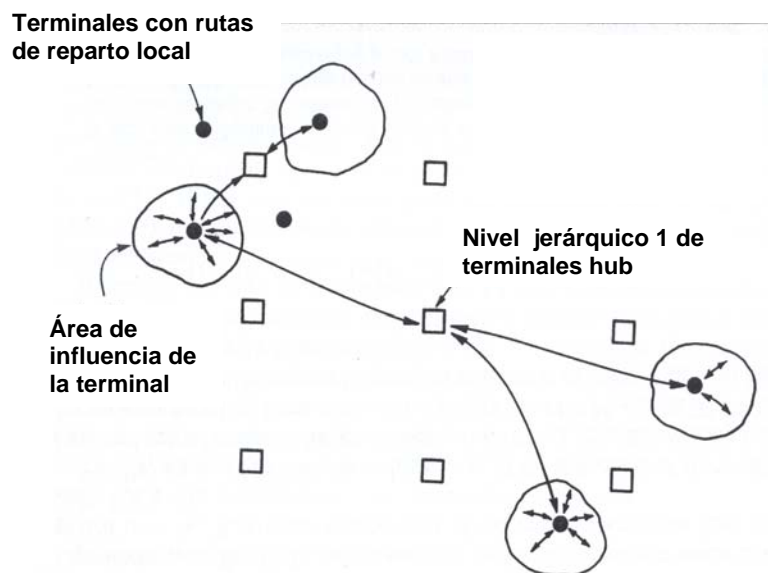 Terminales con rutas
de reparto local
Nivel jerárquico 1 de
terminales hub
Área de
influencia de
la terminal